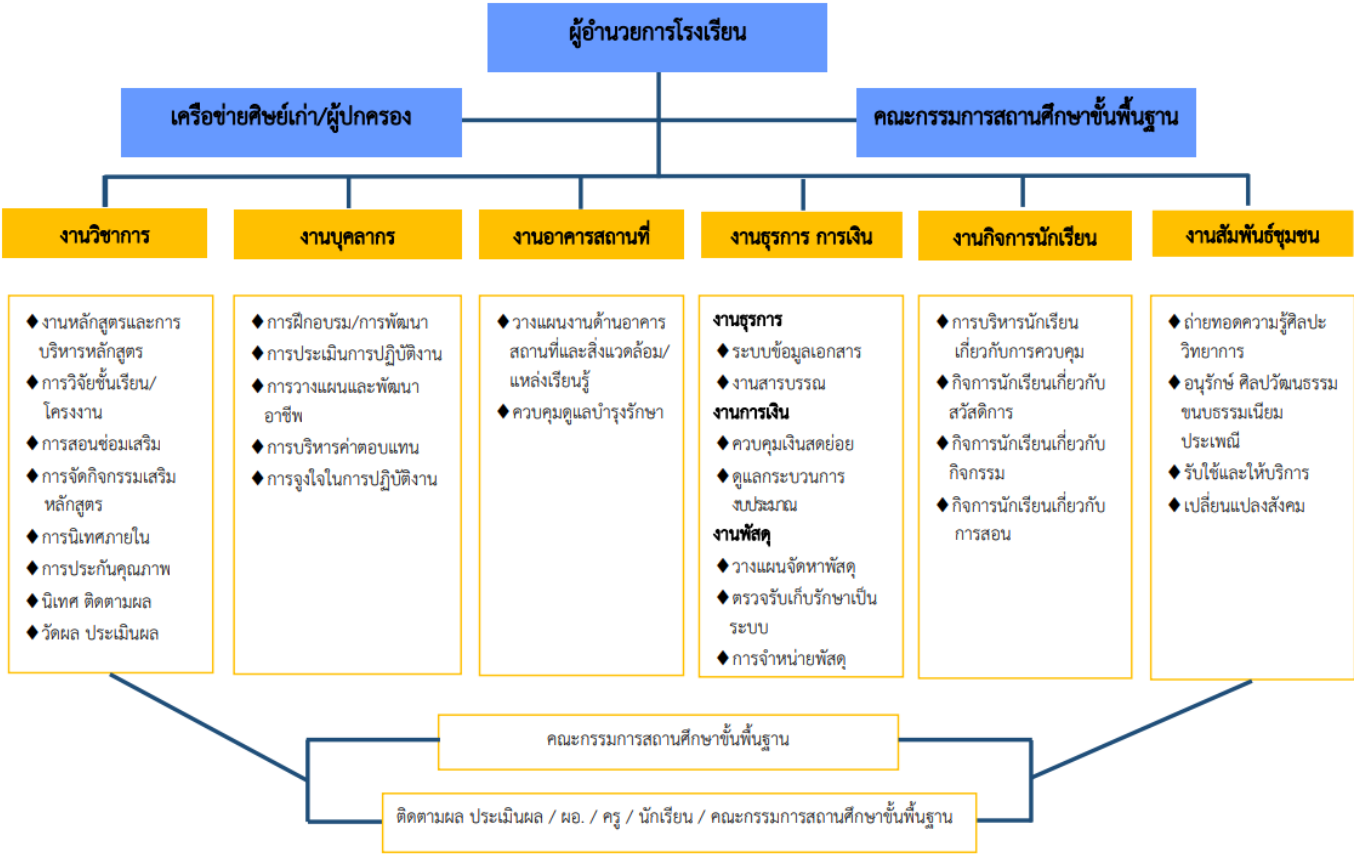 ผู้อำนวยการโรงเรียน
เครือข่ายศิษย์เก่า/ผู้ปกครอง
คณะกรรมการสถานศึกษาขั้นพื้นฐาน
งานวิชาการ
งานบุคลากร
งานอาคารสถานที่
งานธุรการ การเงิน
งานกิจการนักเรียน
งานสัมพันธ์ชุมชน
♦ งานหลักสูตรและการ
บริหารหลักสูตร
♦ การวิจัยชั้นเรียน/
โครงงาน
♦ การสอนซ่อมเสริม
♦ การจัดกิจกรรมเสริม
หลักสูตร
♦ การนิเทศภายใน
♦ การประกันคุณภาพ
♦ นิเทศ ติดตามผล
♦ วัดผล ประเมินผล
♦ การฝึกอบรม/การพัฒนา
♦ การประเมินการปฏิบัติงาน
♦ การวางแผนและพัฒนา
อาชีพ
♦ การบริหารค่าตอบแทน
♦ การจูงใจในการปฏิบัติงาน
♦ วางแผนงานด้านอาคาร
สถานที่และสิ่งแวดล้อม/
แหล่งเรียนรู้
♦ ควบคุมดูแลบำรุงรักษา
งานธุรการ
♦ ระบบข้อมูลเอกสาร
♦ งานสารบรรณ
งานการเงิน
♦ ควบคุมเงินสดย่อย
♦ ดูแลกระบวนการ
งบประมาณ
งานพัสดุ
♦ วางแผนจัดหาพัสดุ
♦ ตรวจรับเก็บรักษาเป็น
ระบบ
♦ การจำหน่ายพัสดุ
♦ การบริหารนักเรียน
เกี่ยวกับการควบคุม
♦ กิจการนักเรียนเกี่ยวกับ
สวัสดิการ
♦ กิจการนักเรียนเกี่ยวกับ
กิจกรรม
♦ กิจการนักเรียนเกี่ยวกับ
การสอน
♦ ถ่ายทอดความรู้ศิลปะ
วิทยาการ
♦ อนุรักษ์ ศิลปวัฒนธรรม
ขนบธรรมเนียม
ประเพณี
♦ รับใช้และให้บริการ
♦ เปลี่ยนแปลงสังคม
คณะกรรมการสถานศึกษาขั้นพื้นฐาน
ติดตามผล ประเมินผล / ผอ. / ครู / นักเรียน / คณะกรรมการสถานศึกษาขั้นพื้นฐาน